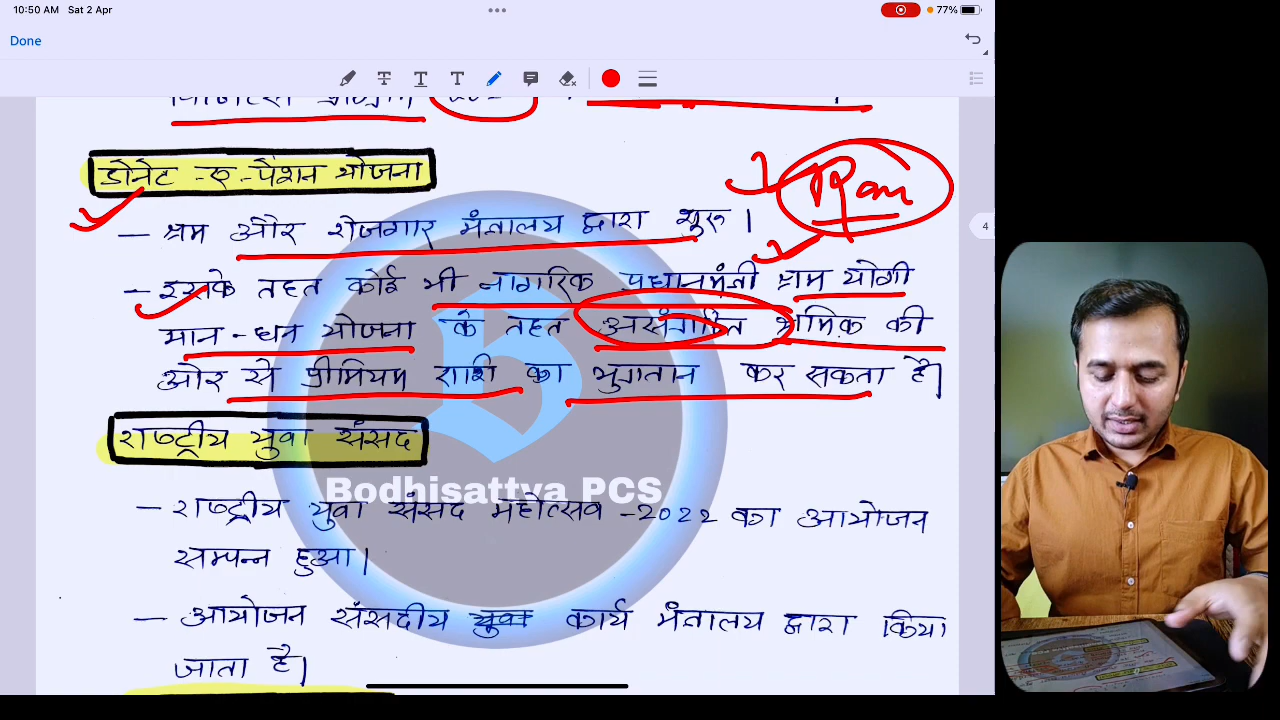 10:50 AM Sat 2 Apr
77%
Done
डोनेट -ए -पेंशन योजना
Ram
— श्रम और रोजगार मंत्रालय द्वारा शुरू ।
4
— इसके तहत कोई भी नागरिक प्रधानमंत्री श्रम योगी
मान - धन योजना के तहत असंगठित श्रमिक की
ओर से प्रीमियम राशि का भुगतान कर सकता है।
राष्ट्रीय युवा संसद
Bodhisattva PCS
— राष्ट्रीय युवा संसद महोत्सव -2022 का आयोजन
सम्पन्न हुआ।
— आयोजन संसदीय युवा कार्य मंत्रालय द्वारा किया
जाता है।